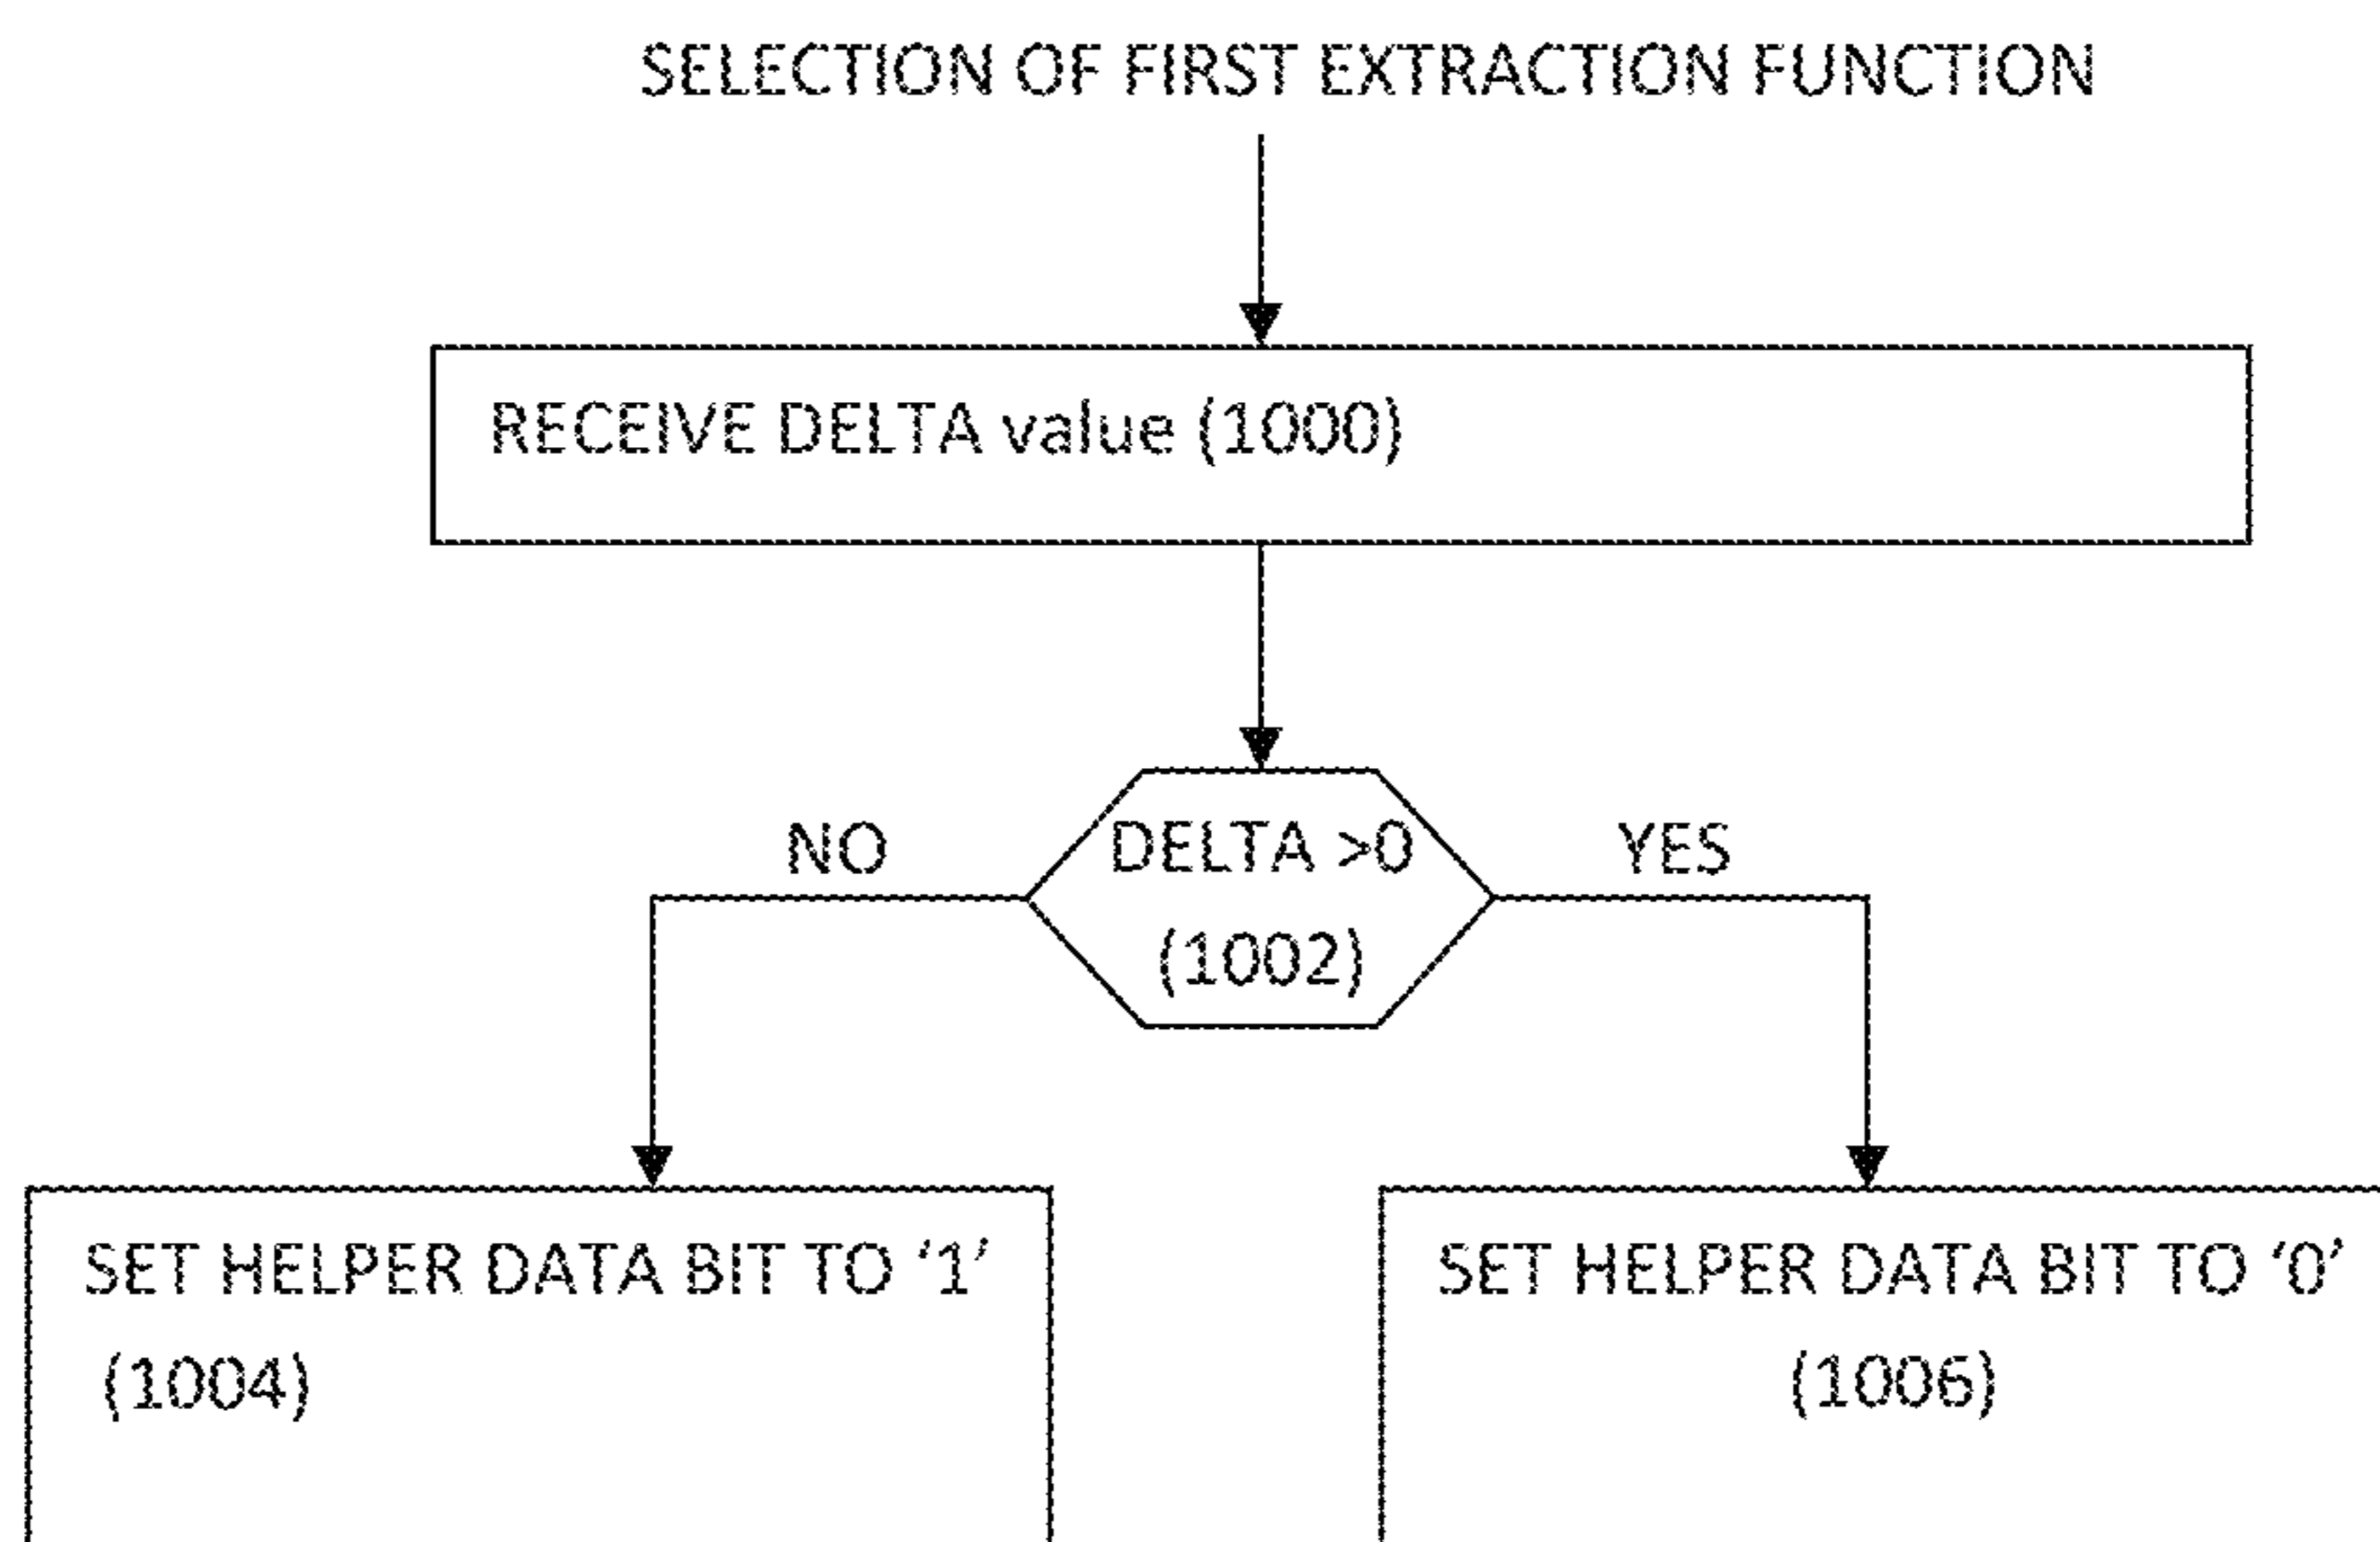 SELECTION OF FIRST EXTRACTION FUNCTION
RECEIVE DELTA value (1000)
DELTA >0
(1002)
NO
YES
SET HELPER DATA BIT TO ‘1’
(1004)
SET HELPER DATA BIT TO ‘0’
(1006)